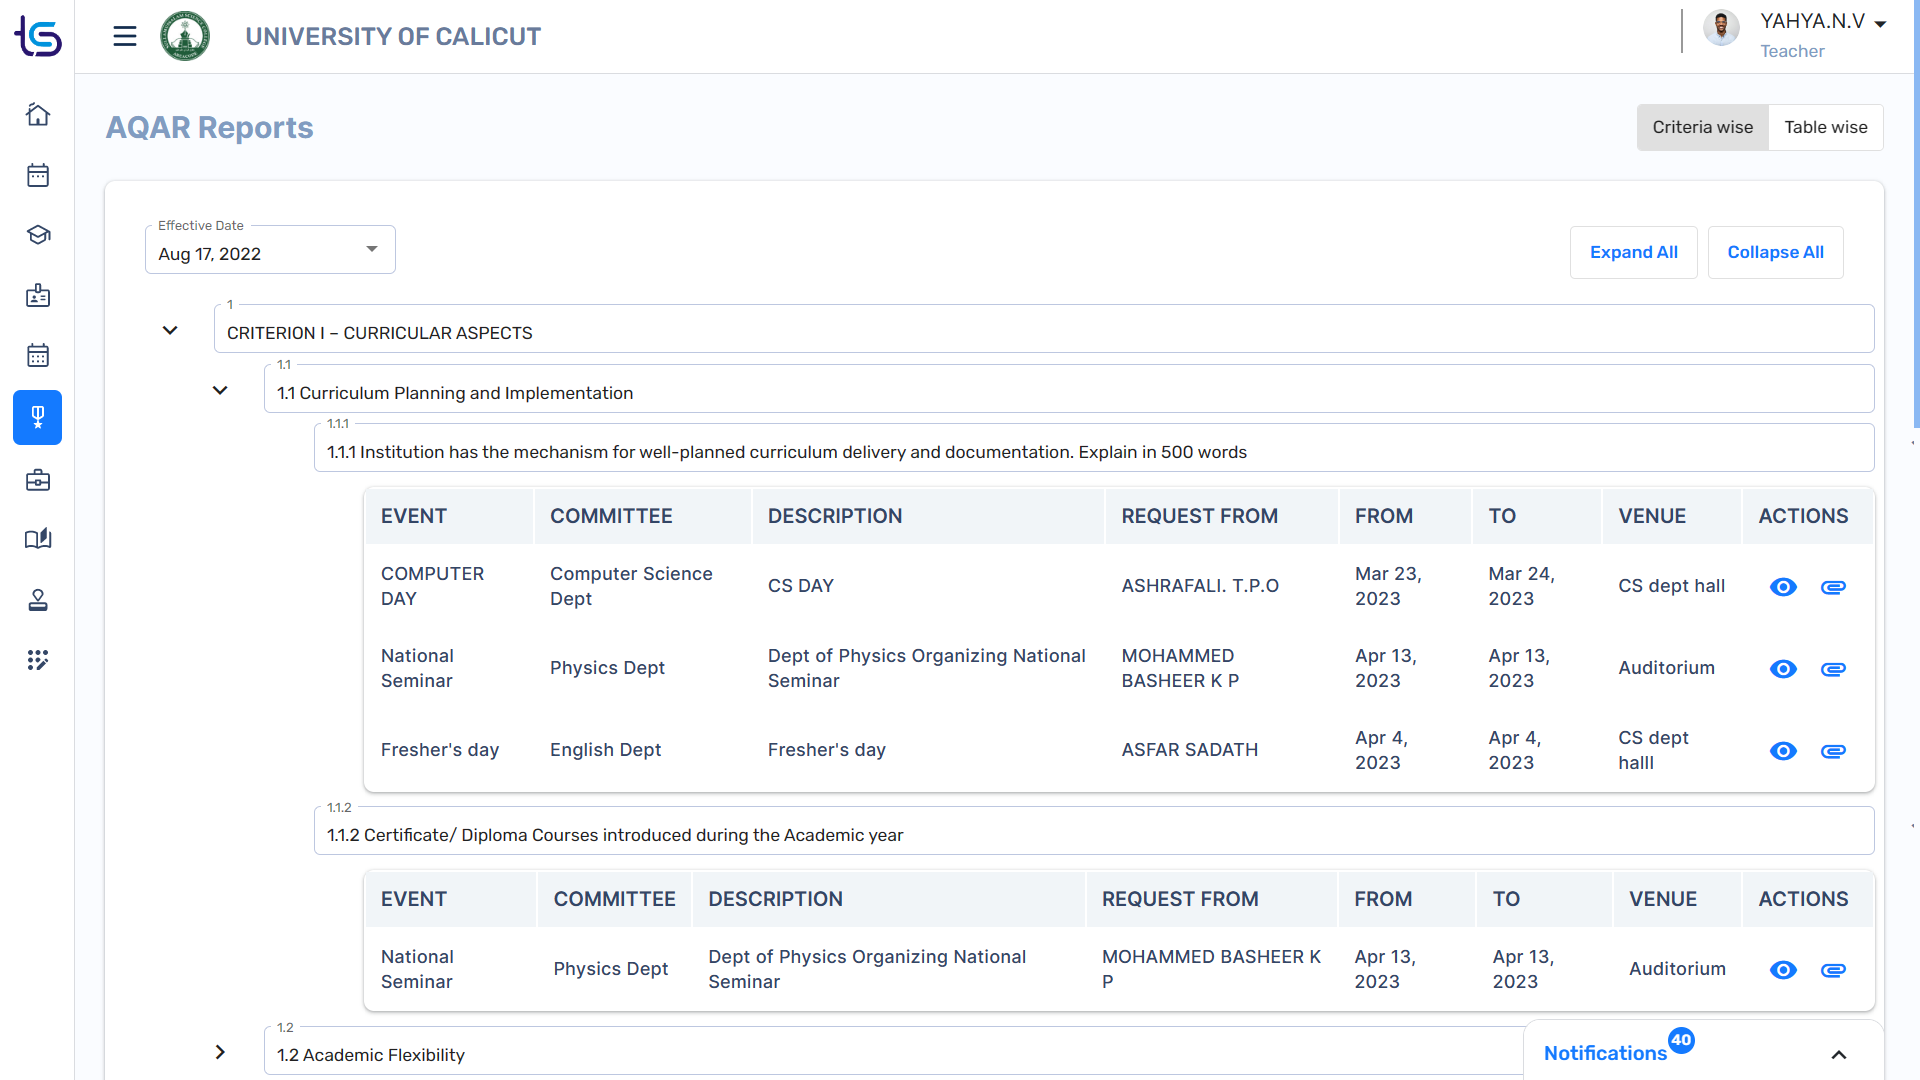 UNIVERSITY OF CALICUT
YAHYA.N.V
Teacher
AQAR Reports
Criteria wise
Table wise
Effective Date
Aug 17, 2022
Expand All
Collapse All
1
CRITERION I – CURRICULAR ASPECTS
1.1
1.1 Curriculum Planning and Implementation
1.1.1
1.1.1 Institution has the mechanism for well-planned curriculum delivery and documentation. Explain in 500 words
EVENT COMMITTEE DESCRIPTION REQUEST FROM FROM TO VENUE ACTIONS
COMPUTER DAY Computer Science Dept CS DAY ASHRAFALI. T.P.O Mar 23, 2023 Mar 24, 2023 CS dept hall
National Seminar Physics Dept Dept of Physics Organizing National Seminar MOHAMMED BASHEER K P Apr 13, 2023 Apr 13, 2023 Auditorium
Fresher's day English Dept Fresher's day ASFAR SADATH Apr 4, 2023 Apr 4, 2023 CS dept halll
1.1.2
1.1.2 Certificate/ Diploma Courses introduced during the Academic year
EVENT COMMITTEE DESCRIPTION REQUEST FROM FROM TO VENUE ACTIONS
National Seminar Physics Dept Dept of Physics Organizing National Seminar MOHAMMED BASHEER K P Apr 13, 2023 Apr 13, 2023 Auditorium
1.2
1.2 Academic Flexibility
Notifications 40